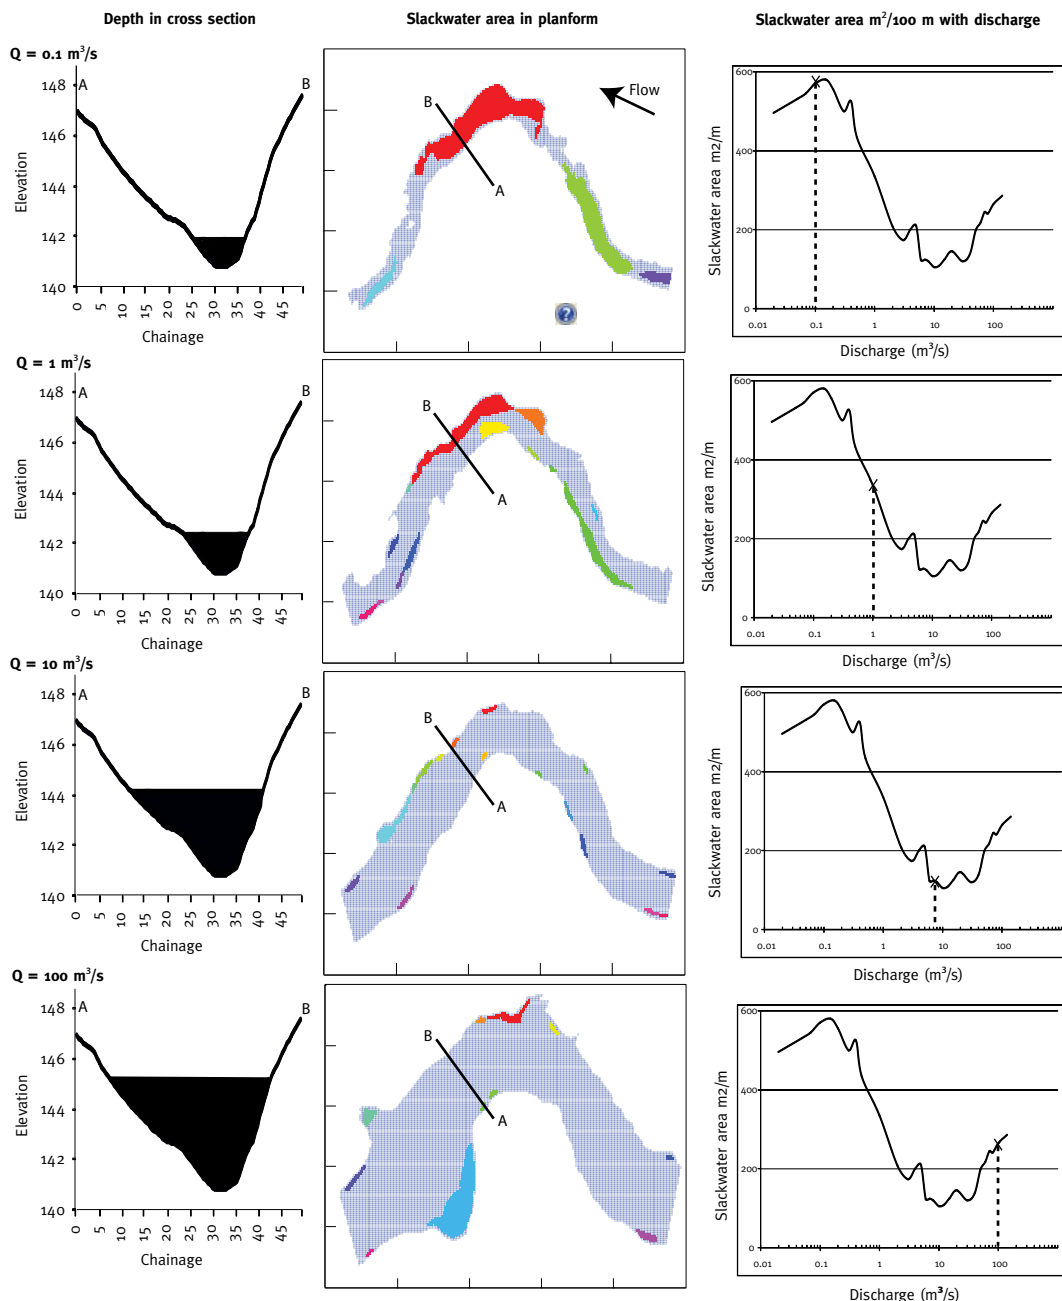 Depth in cross section
Slackwater area in planform
Slackwater area m²/100 m with discharge
Q = 0.1 m³/s
A
B
148
146
144
142
140
Elevation
0
5
10
15
20
25
30
35
40
45
Chainage
B
A
Flow
?
600
400
200
0
Slackwater area m2/m
0.01
0.1
1
10
100
Discharge (m³/s)
Q = 1 m³/s
A
B
148
146
144
142
140
Elevation
0
5
10
15
20
25
30
35
40
45
Chainage
B
A
600
400
200
0
Slackwater area m2/m
0.01
0.1
1
10
100
Discharge (m³/s)
Q = 10 m³/s
A
B
148
146
144
142
140
Elevation
0
5
10
15
20
25
30
35
40
45
Chainage
B
A
600
400
200
0
Slackwater area m2/m
0.01
0.1
1
10
100
Discharge (m³/s)
Q = 100 m³/s
A
B
148
146
144
142
140
Elevation
0
5
10
15
20
25
30
35
40
45
Chainage
B
A
600
400
200
0
Slackwater area m2/m
0.01
0.1
1
10
100
Discharge (m³/s)